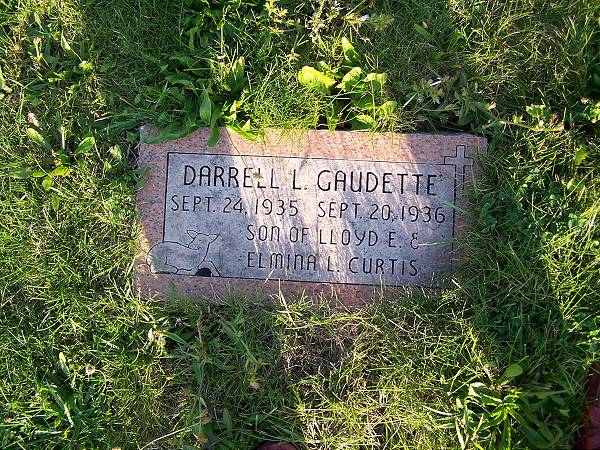 DARRELL L. GAUDETTE
SEPT. 24, 1935 SEPT. 20, 1936
SON OF LLOYD E. &
ELMINA L. CURTIS